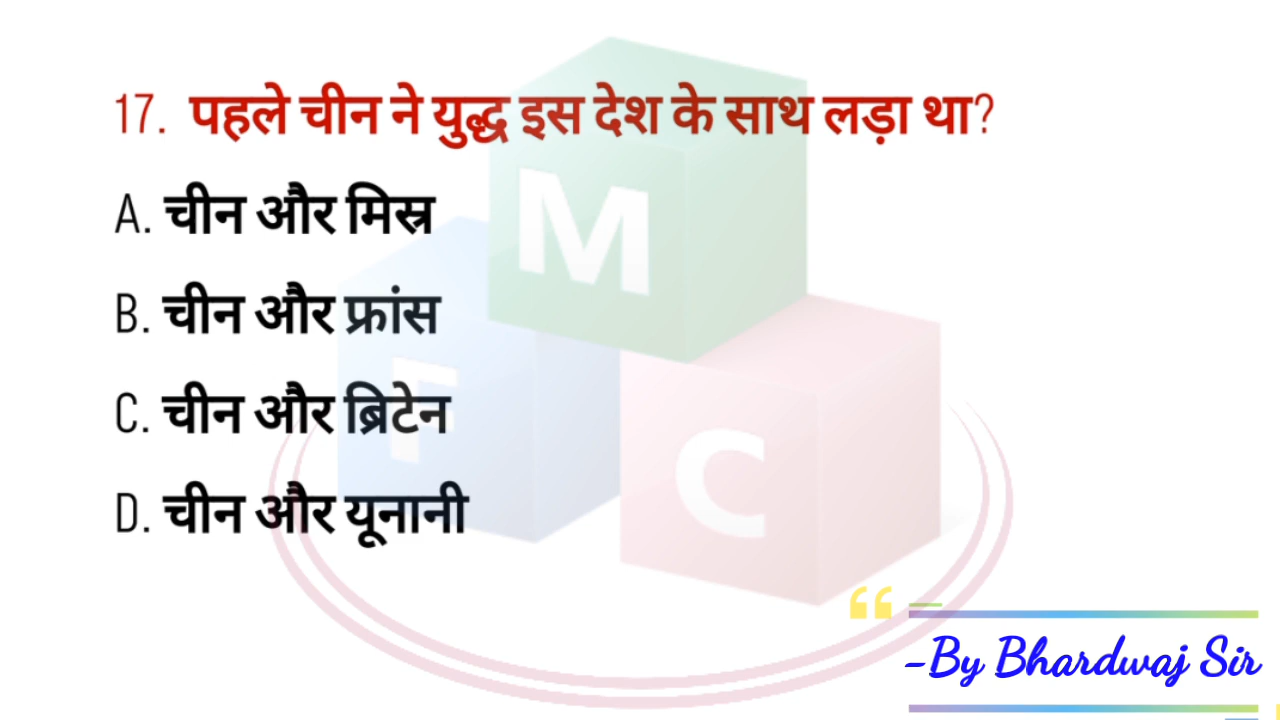 17. पहले चीन ने युद्ध इस देश के साथ लड़ा था?
A. चीन और मिस्र
B. चीन और फ्रांस
C. चीन और ब्रिटेन
D. चीन और यूनानी
M
F
C
“
-By Bhardwaj Sir